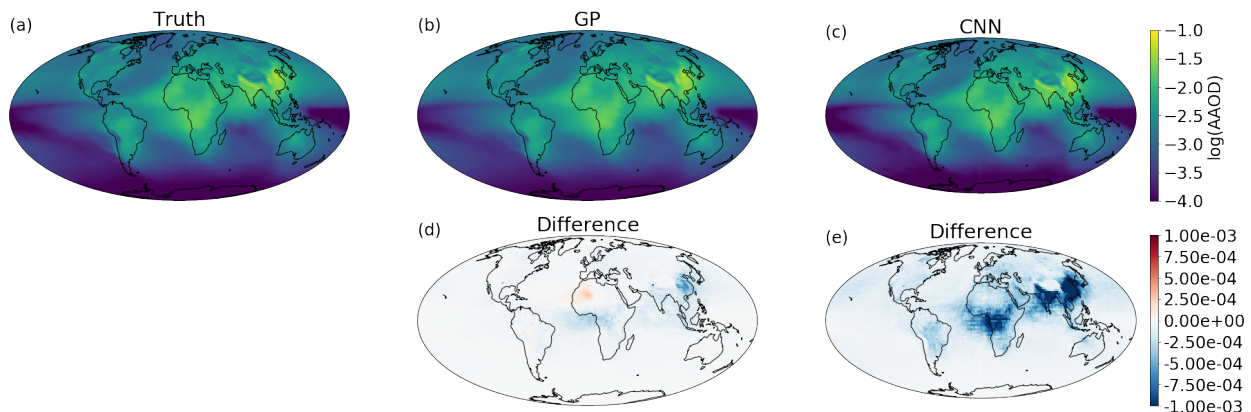 (a)
Truth
(b)
GP
(c)
CNN
−1.0
−1.5
−2.0
−2.5
−3.0
−3.5
−4.0
log(AAOD)
(d)
Difference
(e)
Difference
1.00e-03
7.50e-04
5.00e-04
2.50e-04
0.00e+00
-2.50e-04
-5.00e-04
-7.50e-04
-1.00e-03